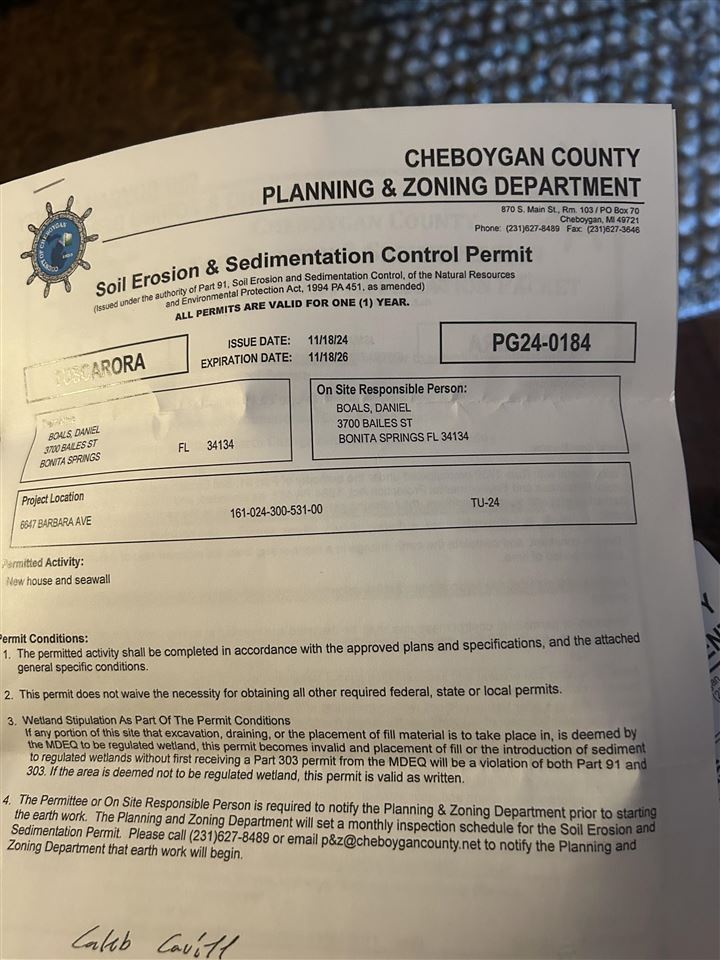 CHEBOYGAN COUNTY
PLANNING & ZONING DEPARTMENT
870 S. Main St., Rm. 103 / PO Box 70
Cheboygan, MI 49721
Phone: (231)627-8489 Fax: (231)627-3646
COUNTY OF CHEBOYGAN
Soil Erosion & Sedimentation Control Permit
(Issued under the authority of Part 91, Soil Erosion and Sedimentation Control, of the Natural Resources
and Environmental Protection Act, 1994 PA 451, as amended)
ALL PERMITS ARE VALID FOR ONE (1) YEAR.
TUSCARORA
ISSUE DATE: 11/18/24
EXPIRATION DATE: 11/18/26
PG24-0184
BOALS, DANIEL
3700 BAILES ST
BONITA SPRINGS FL 34134
On Site Responsible Person:
BOALS, DANIEL
3700 BAILES ST
BONITA SPRINGS FL 34134
Project Location
6647 BARBARA AVE 161-024-300-531-00 TU-24
Permitted Activity:
New house and seawall
Permit Conditions:
1. The permitted activity shall be completed in accordance with the approved plans and specifications, and the attached
general specific conditions.
2. This permit does not waive the necessity for obtaining all other required federal, state or local permits.
3. Wetland Stipulation As Part Of The Permit Conditions
If any portion of this site that excavation, draining, or the placement of fill material is to take place in, is deemed by
the MDEQ to be regulated wetland, this permit becomes invalid and placement of fill or the introduction of sediment
to regulated wetlands without first receiving a Part 303 permit from the MDEQ will be a violation of both Part 91 and
303. If the area is deemed not to be regulated wetland, this permit is valid as written.
4. The Permittee or On Site Responsible Person is required to notify the Planning & Zoning Department prior to starting
the earth work. The Planning and Zoning Department will set a monthly inspection schedule for the Soil Erosion and
Sedimentation Permit. Please call (231)627-8489 or email p&z@cheboygancounty.net to notify the Planning and
Zoning Department that earth work will begin.
Caleb Cavitt